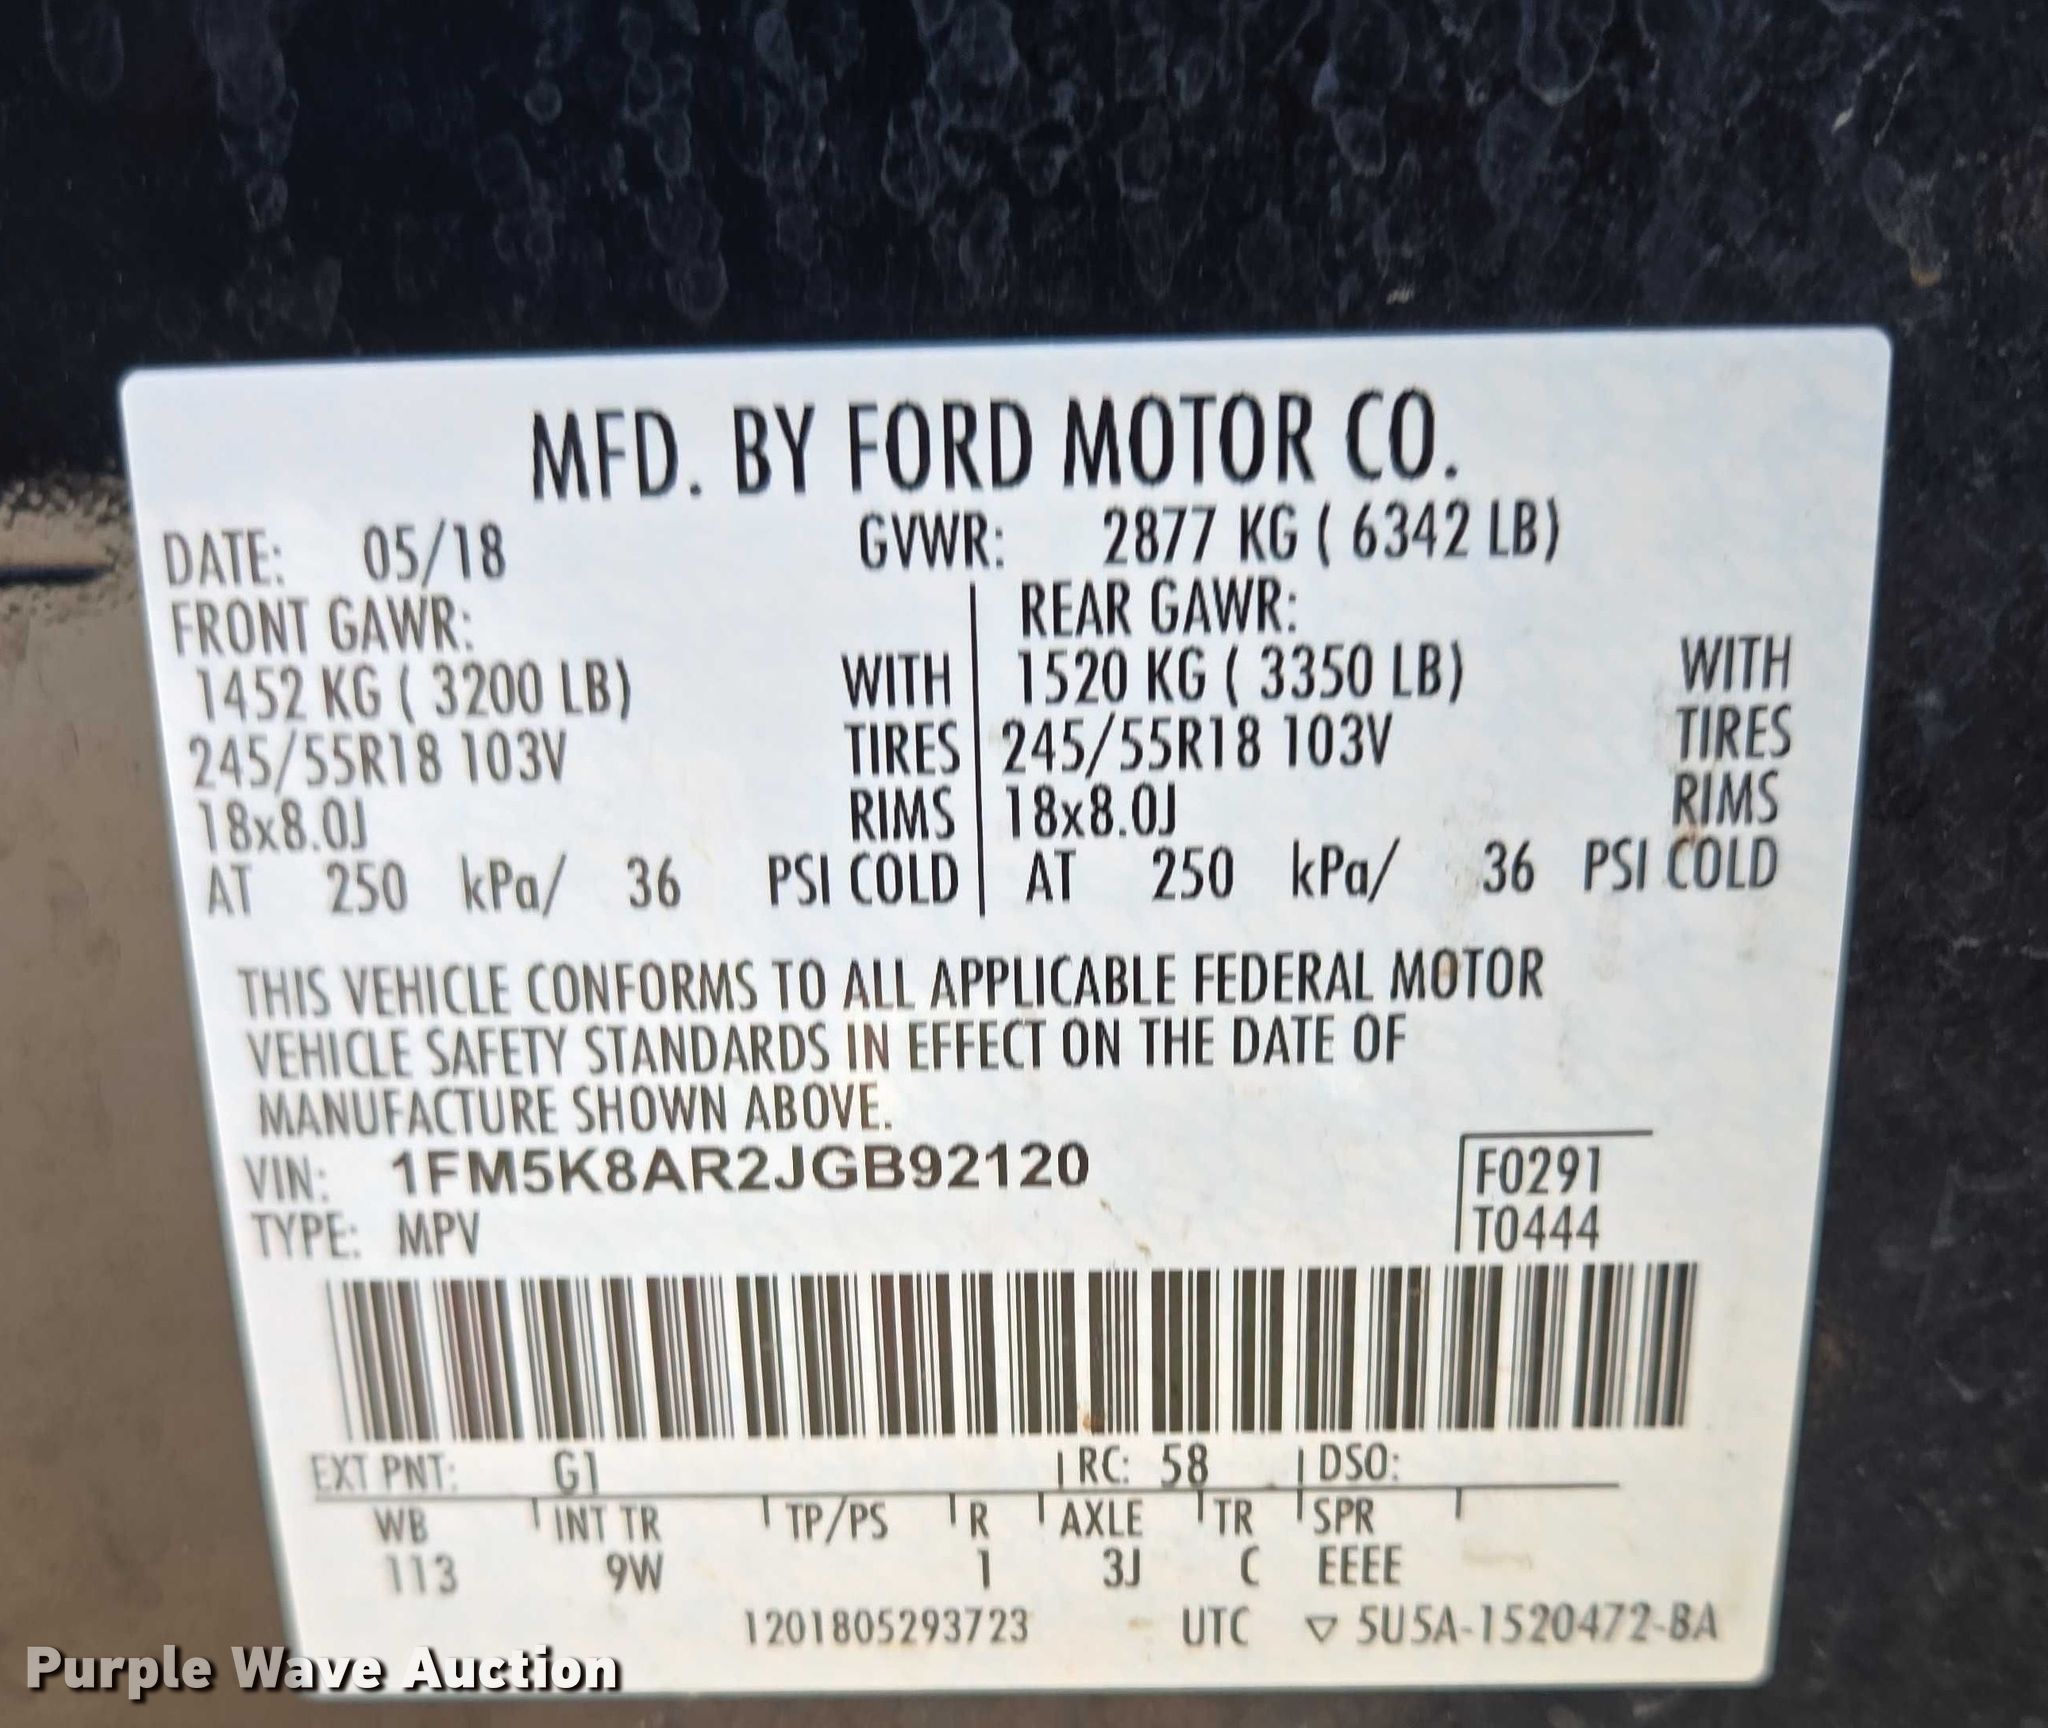 MFD. BY FORD MOTOR CO.
DATE: 05/18 GVWR: 2877 KG ( 6342 LB)
FRONT GAWR: REAR GAWR:
1452 KG ( 3200 LB) WITH 1520 KG ( 3350 LB) WITH
245/55R18 103V TIRES 245/55R18 103V TIRES
18x8.0J RIMS 18x8.0J RIMS
AT 250 kPa/ 36 PSI COLD AT 250 kPa/ 36 PSI COLD
THIS VEHICLE CONFORMS TO ALL APPLICABLE FEDERAL MOTOR
VEHICLE SAFETY STANDARDS IN EFFECT ON THE DATE OF
MANUFACTURE SHOWN ABOVE.
VIN: 1FM5K8AR2JGB92120 F0291
TYPE: MPV T0444
EXT PNT: G1 RC: 58 DSO:
WB INT TR TP/PS R AXLE TR SPR
113 9W 1 3J C EEEE
1201805293723 UTC ▽ 5U5A-1520472-BA
Purple Wave Auction